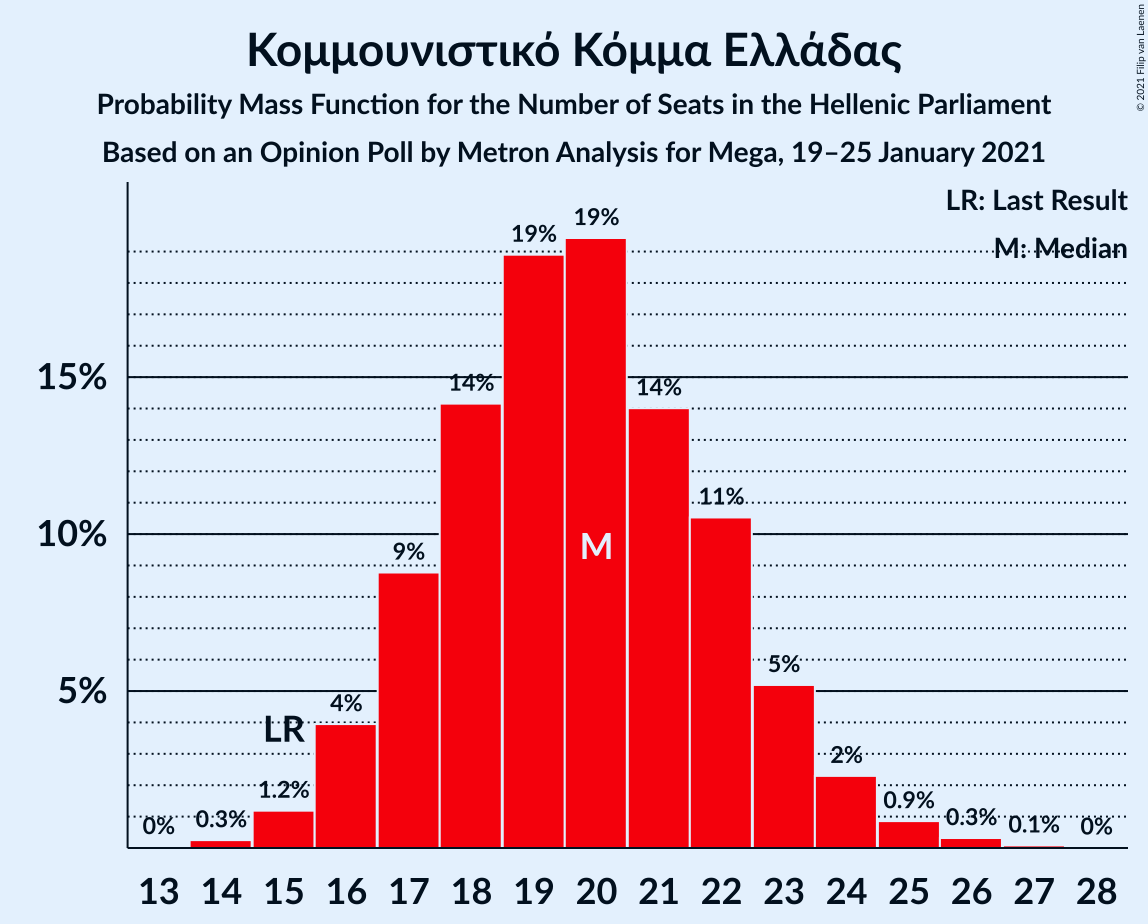 Κομμουνιστικό Κόμμα Ελλάδας
Probability Mass Function for the Number of Seats in the Hellenic Parliament
Based on an Opinion Poll by Metron Analysis for Mega, 19–25 January 2021
© 2021 Filip van Laenen
LR: Last Result
M: Median
15%
10%
5%
0%
0.3%
1.2%
LR
4%
9%
14%
19%
19%
M
14%
11%
5%
2%
0.9%
0.3%
0.1%
0%
13 14 15 16 17 18 19 20 21 22 23 24 25 26 27 28